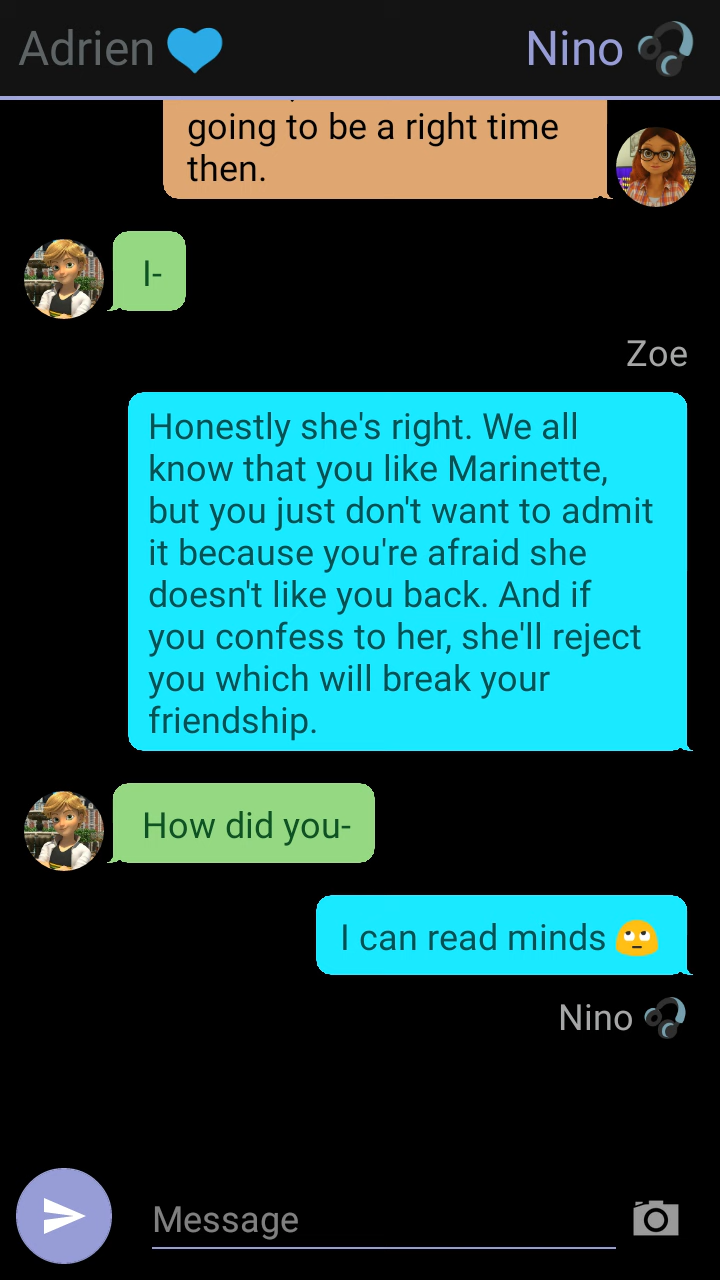 Adrien 💙
Nino 🎧
going to be a right time
then.
I-
Zoe
Honestly she's right. We all
know that you like Marinette,
but you just don't want to admit
it because you're afraid she
doesn't like you back. And if
you confess to her, she'll reject
you which will break your
friendship.
How did you-
I can read minds 🙄
Nino 🎧
Message